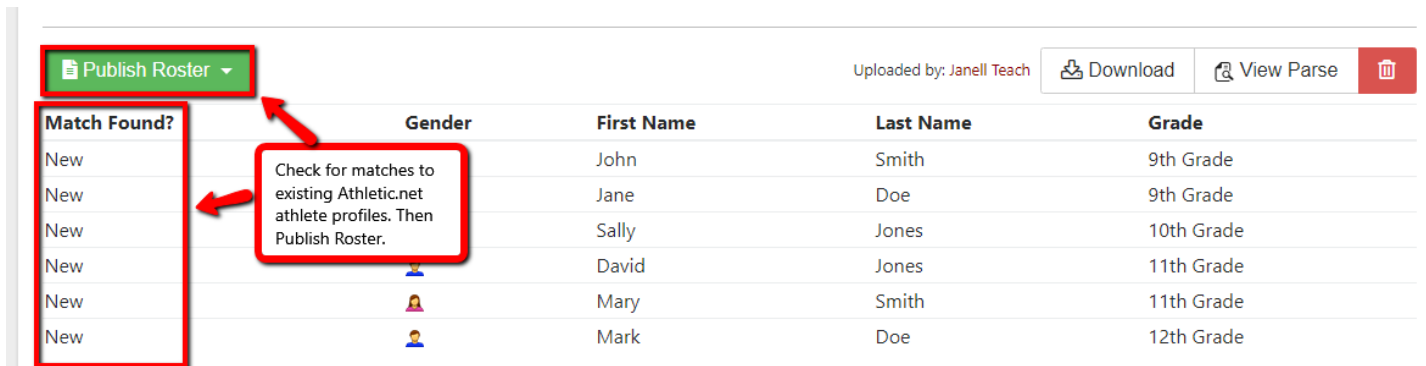 Publish Roster
Uploaded by: Janell Teach
Download
View Parse
Match Found? Gender First Name Last Name Grade
New John Smith 9th Grade
New Jane Doe 9th Grade
New Sally Jones 10th Grade
New David Jones 11th Grade
New Mary Smith 11th Grade
New Mark Doe 12th Grade
Check for matches to
existing Athletic.net
athlete profiles. Then
Publish Roster.